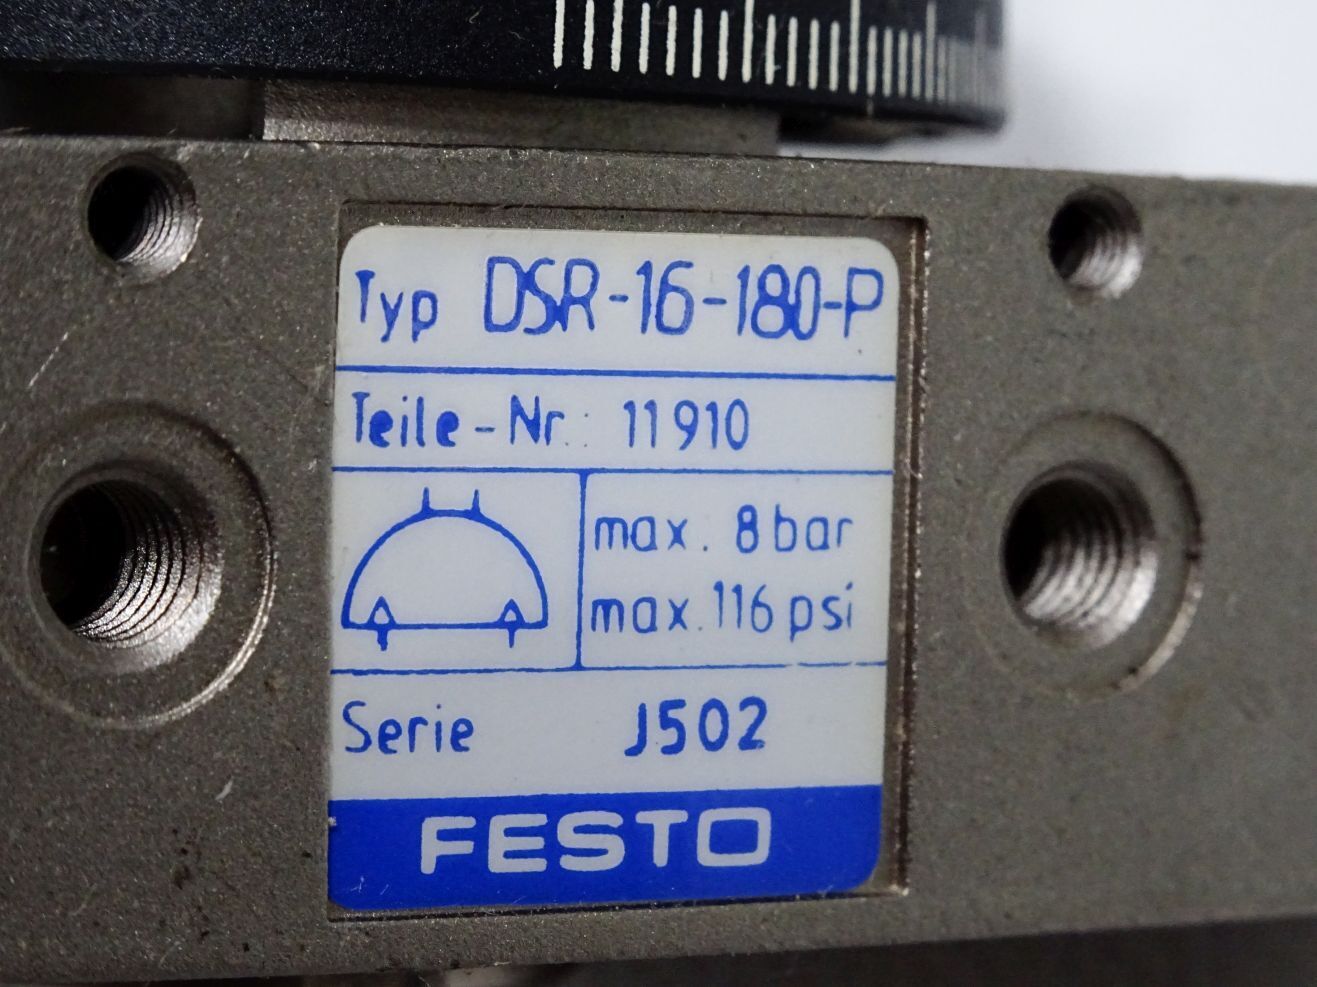 Typ DSR-16-180-P
Teile-Nr.: 11910
max. 8 bar
max. 116 psi
Serie J502
FESTO